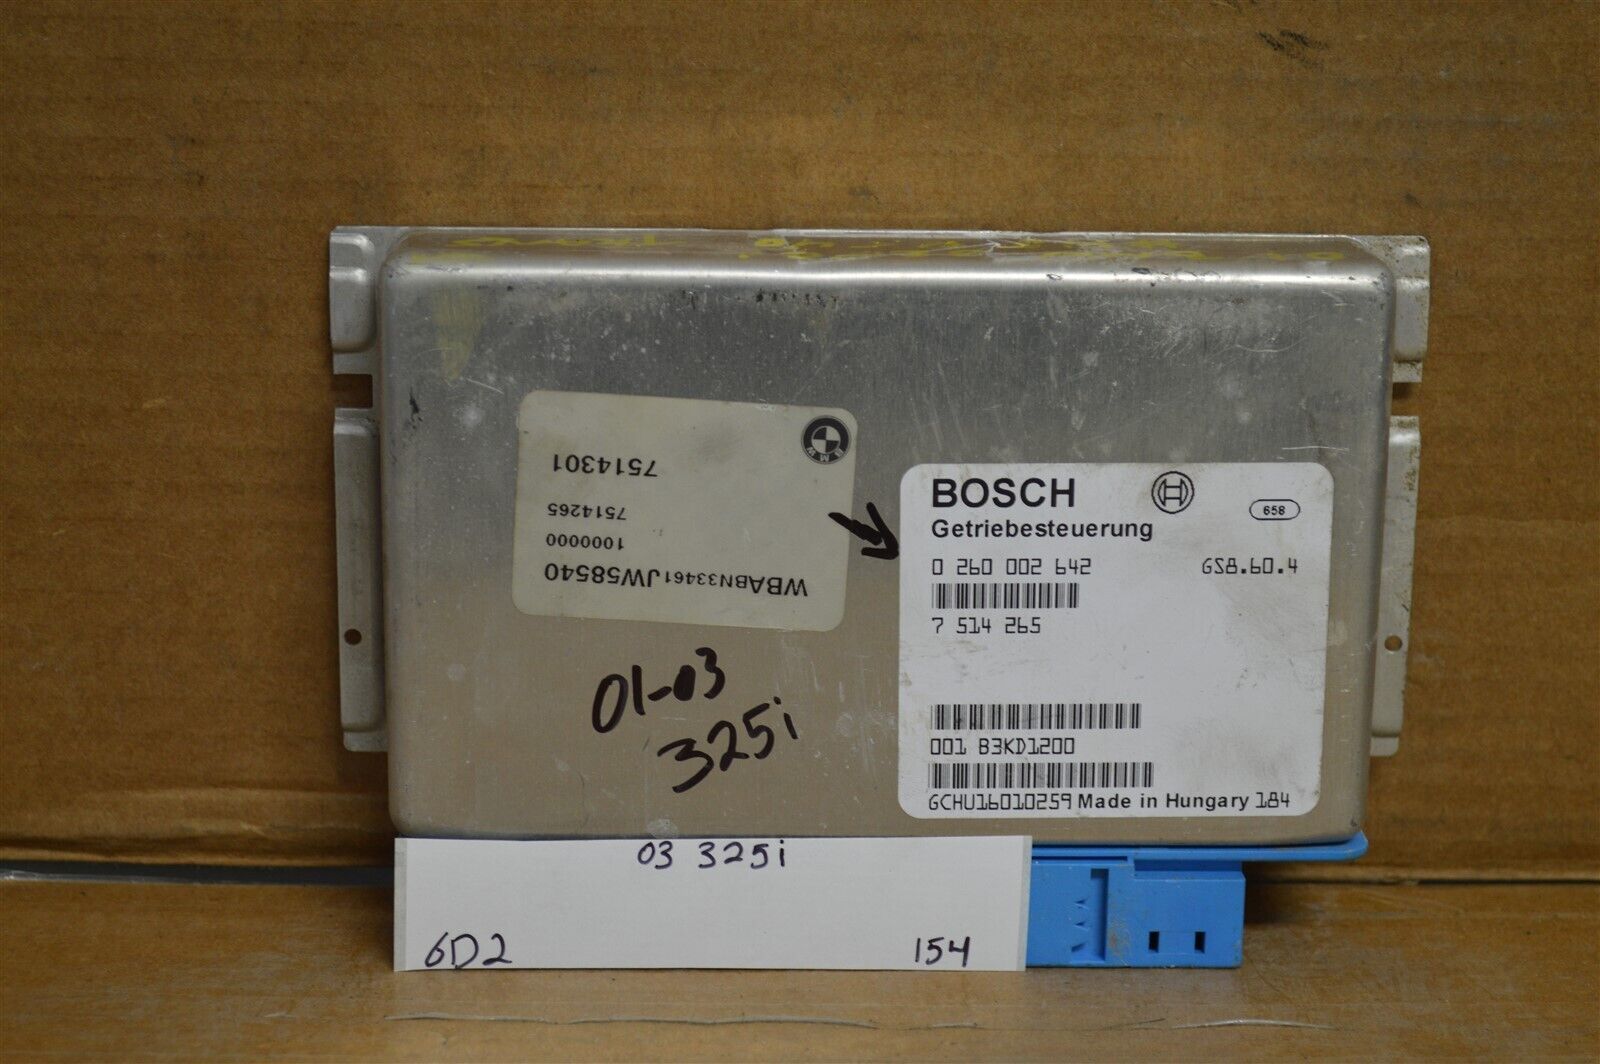 BMW
7514301
7514265
1000000
WBABN33461JW58540
BOSCH
658
Getriebesteuerung
0 260 002 642 GS8.60.4
7 514 265
001 B3KD1200
GCHU16010259 Made in Hungary 184
01-03
325i
03 325i
6D2 154